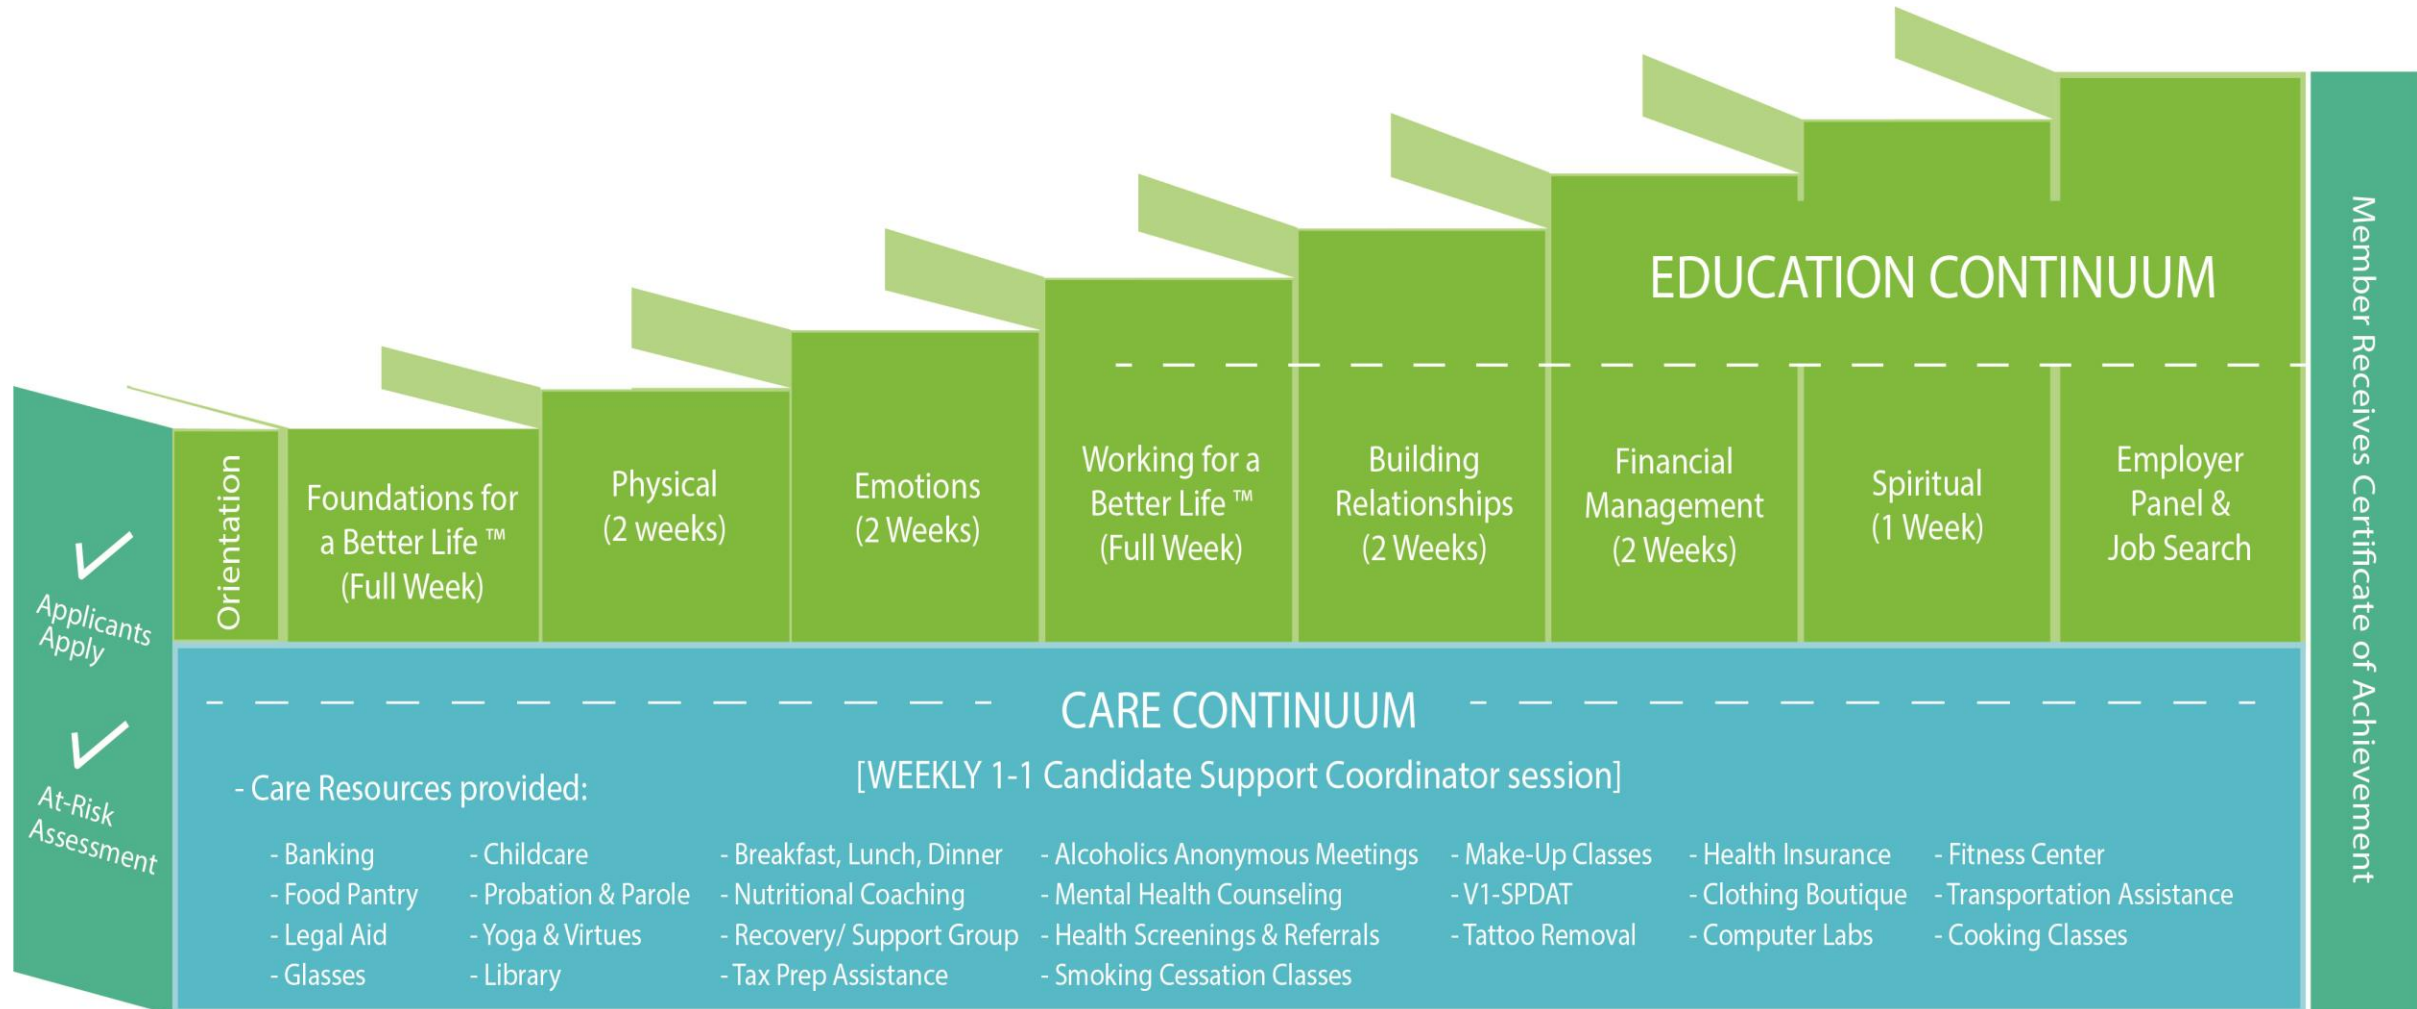 ✓
Applicants
Apply
✓
At-Risk
Assessment
Orientation
Foundations for
a Better Life ™
(Full Week)
Physical
(2 weeks)
Emotions
(2 Weeks)
Working for a
Better Life ™
(Full Week)
Building
Relationships
(2 Weeks)
Financial
Management
(2 Weeks)
Spiritual
(1 Week)
Employer
Panel &
Job Search
EDUCATION CONTINUUM
Member Receives Certificate of Achievement
CARE CONTINUUM
[WEEKLY 1-1 Candidate Support Coordinator session]
- Care Resources provided:
- Banking
- Food Pantry
- Legal Aid
- Glasses
- Childcare
- Probation & Parole
- Yoga & Virtues
- Library
- Breakfast, Lunch, Dinner
- Nutritional Coaching
- Recovery/ Support Group
- Tax Prep Assistance
- Alcoholics Anonymous Meetings
- Mental Health Counseling
- Health Screenings & Referrals
- Smoking Cessation Classes
- Make-Up Classes
- V1-SPDAT
- Tattoo Removal
- Health Insurance
- Clothing Boutique
- Computer Labs
- Fitness Center
- Transportation Assistance
- Cooking Classes